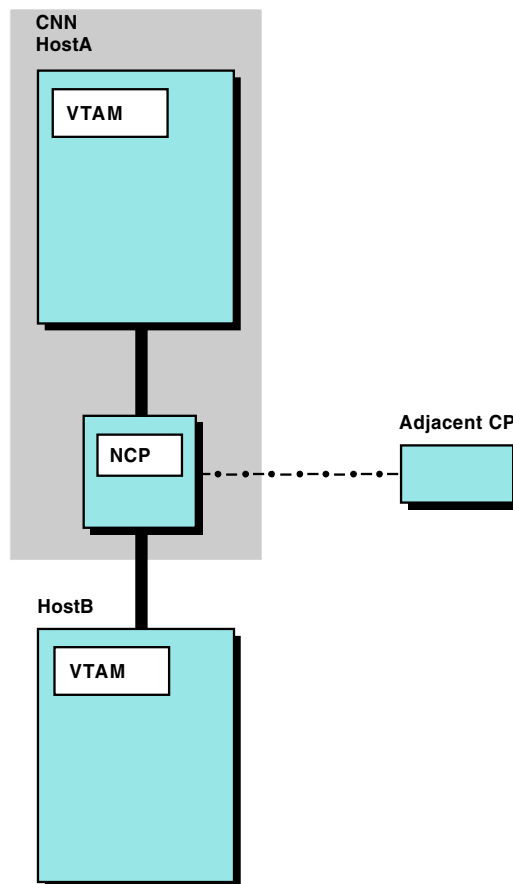 CNN
HostA
VTAM
NCP
Adjacent CP
HostB
VTAM